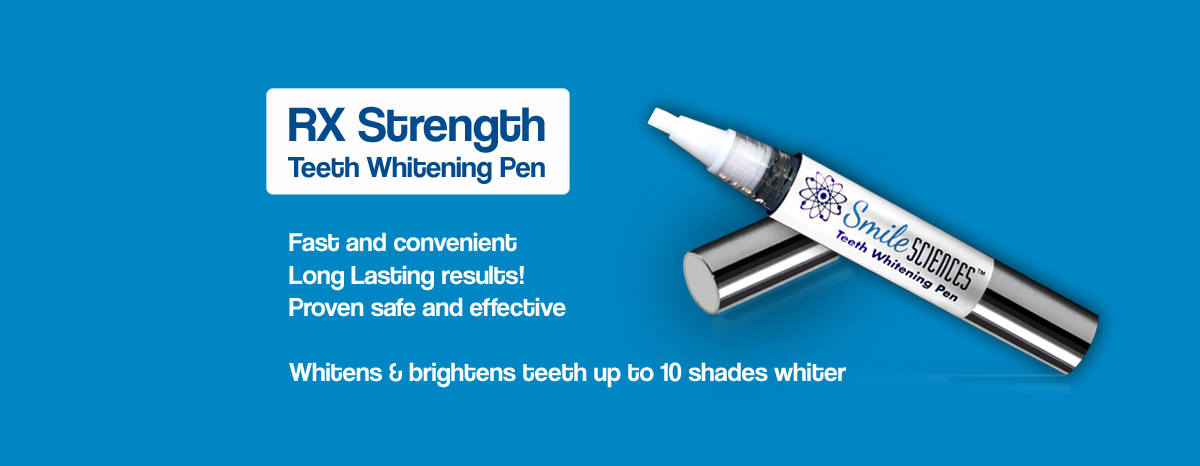 RX Strength
Teeth Whitening Pen
Fast and convenient
Long Lasting results!
Proven safe and effective
Whitens & brightens teeth up to 10 shades whiter
Smile SCIENCES™
Teeth Whitening Pen